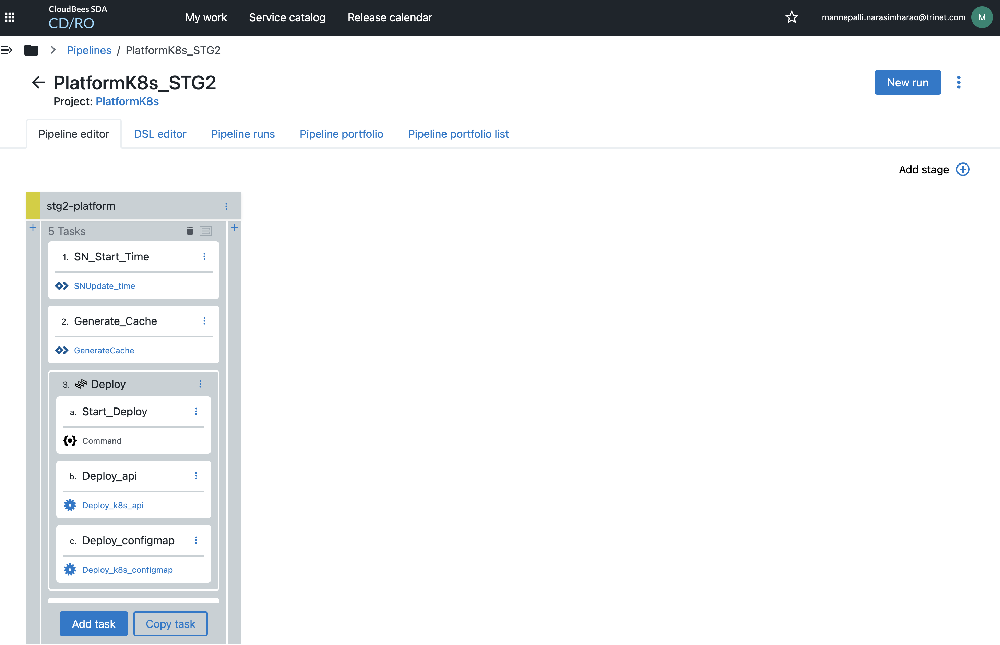 CloudBees SDA
CD/RO
My work
Service catalog
Release calendar
mannepalli.narasimharao@trinet.com
M
Pipelines / PlatformK8s_STG2
PlatformK8s_STG2
New run
Project: PlatformK8s
Pipeline editor
DSL editor
Pipeline runs
Pipeline portfolio
Pipeline portfolio list
Add stage
stg2-platform
5 Tasks
1. SN_Start_Time
SNUpdate_time
2. Generate_Cache
GenerateCache
3. Deploy
a. Start_Deploy
Command
b. Deploy_api
Deploy_k8s_api
c. Deploy_configmap
Deploy_k8s_configmap
Add task
Copy task